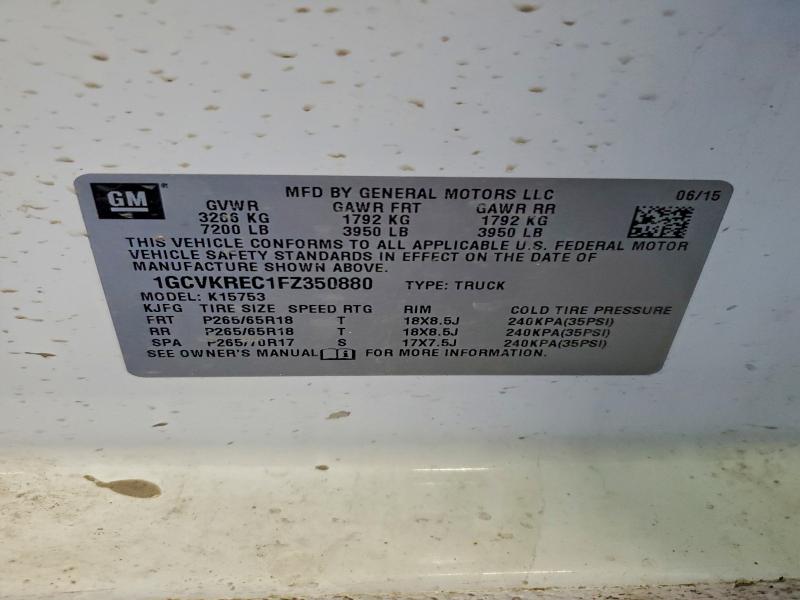 GM
MFD BY GENERAL MOTORS LLC 06/15
GVWR GAWR FRT GAWR RR
3266 KG 1792 KG 1792 KG
7200 LB 3950 LB 3950 LB
THIS VEHICLE CONFORMS TO ALL APPLICABLE U.S. FEDERAL MOTOR
VEHICLE SAFETY STANDARDS IN EFFECT ON THE DATE OF
MANUFACTURE SHOWN ABOVE.
1GCVKREC1FZ350880 TYPE: TRUCK
MODEL: K15753
KJFG TIRE SIZE SPEED RTG RIM COLD TIRE PRESSURE
FRT P265/65R18 T 18X8.5J 240KPA(35PSI)
RR P265/65R18 T 18X8.5J 240KPA(35PSI)
SPA P265/70R17 S 17X7.5J 240KPA(35PSI)
SEE OWNER'S MANUAL FOR MORE INFORMATION.